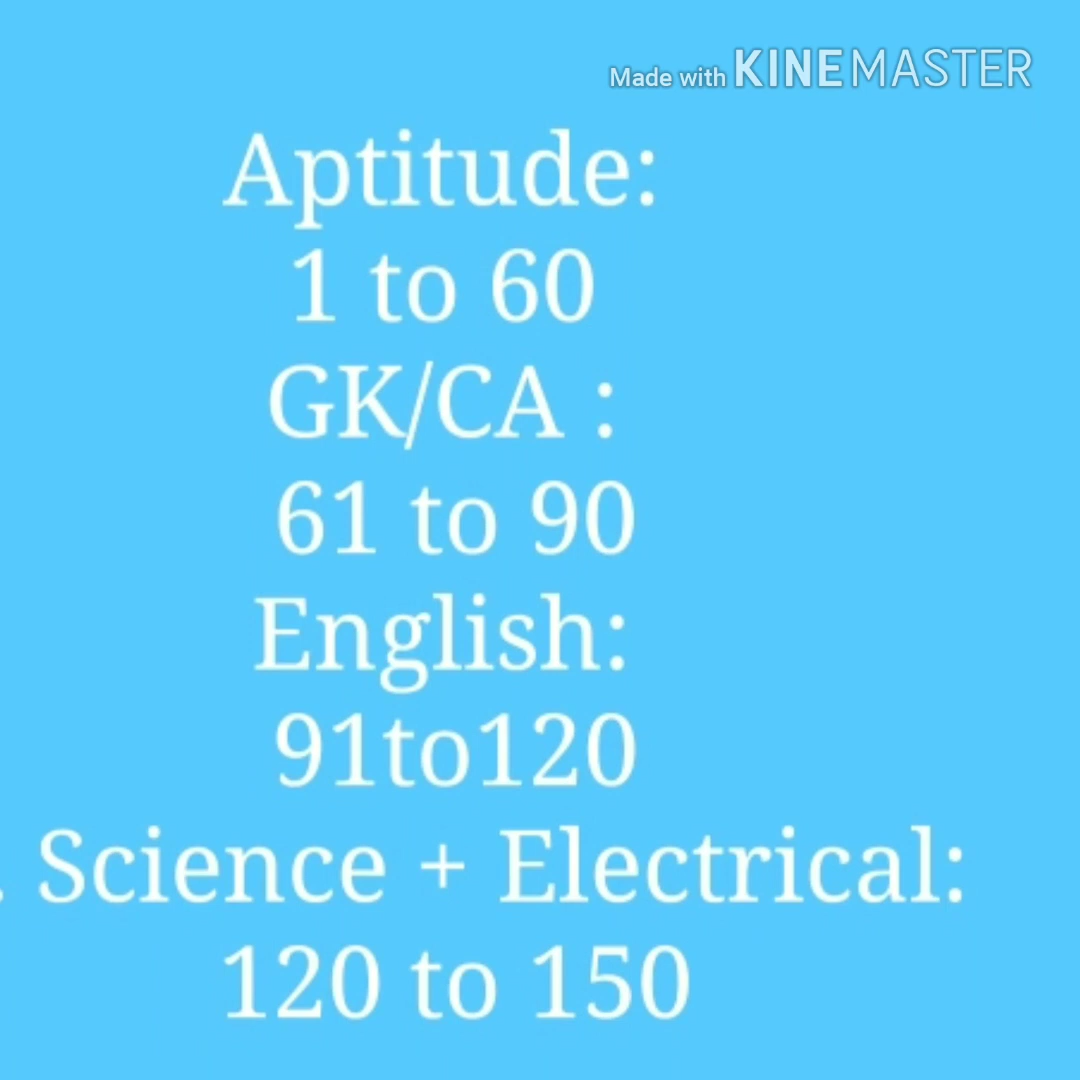 Made with KINEMASTER
Aptitude:
1 to 60
GK/CA :
61 to 90
English:
91to120
. Science + Electrical:
120 to 150